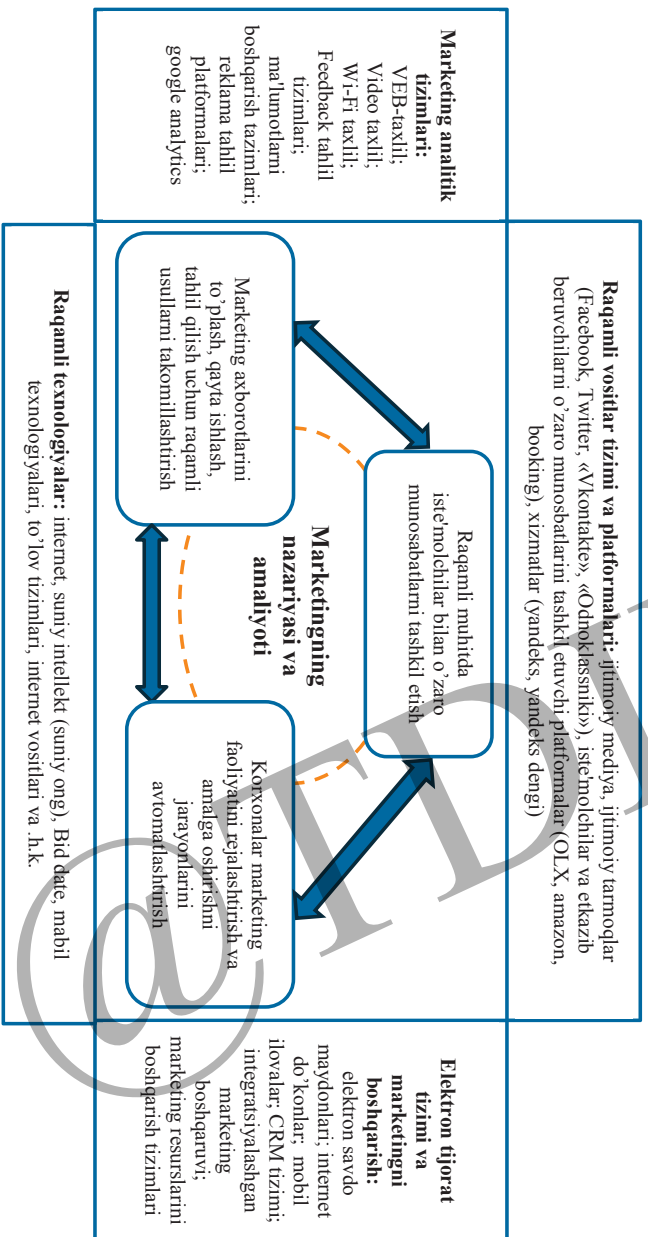 Raqamli vositlar tizimi va platformalari: ijtimoiy mediya, ijtimoiy tarmoqlar
(Facebook, Twitter, «Vkontakte», «Odnoklassniki»), iste'molchilar va etkazib
beruvchilarni o’zaro munosbatlarini tashkil etuvchi platformalar (OLX, amazon,
booking), xizmatlar (yandeks, yandeks dengi)
Marketing analitik
tizimlari:
VEB-taxlil;
Video taxlil;
Wi-Fi taxlil;
Feedback tahlil
tizimlari;
ma'lumotlarni
boshqarish tazimlari;
reklama tahlil
platformalari;
google analytics
Raqamli muhitda
iste'molchilar bilan o’zaro
munosabatlarni tashkil etish
Marketingning
nazariyasi va
amaliyoti
Marketing axborotlarini
to’plash, qayta ishlash,
tahlil qilish uchun raqamli
usullarni takomillashtirish
Korxonalar marketing
faoliyatini rejalashtirish va
amalga oshirishni
jarayonlarini
avtomatlashtirish
Elektron tijorat
tizimi va
marketingni
boshqarish:
elektron savdo
maydonlari; internet
do’konlar; mobil
ilovalar; CRM tizimi;
integratsiyalashgan
marketing
boshqaruvi;
marketing resurslarini
boshqarish tizimlari
Raqamli texnologiyalar: internet, suniy intellekt (suniy ong), Bid date, mabil
texnologiyalari, to’lov tizimlari, internet vositlari va .h.k.